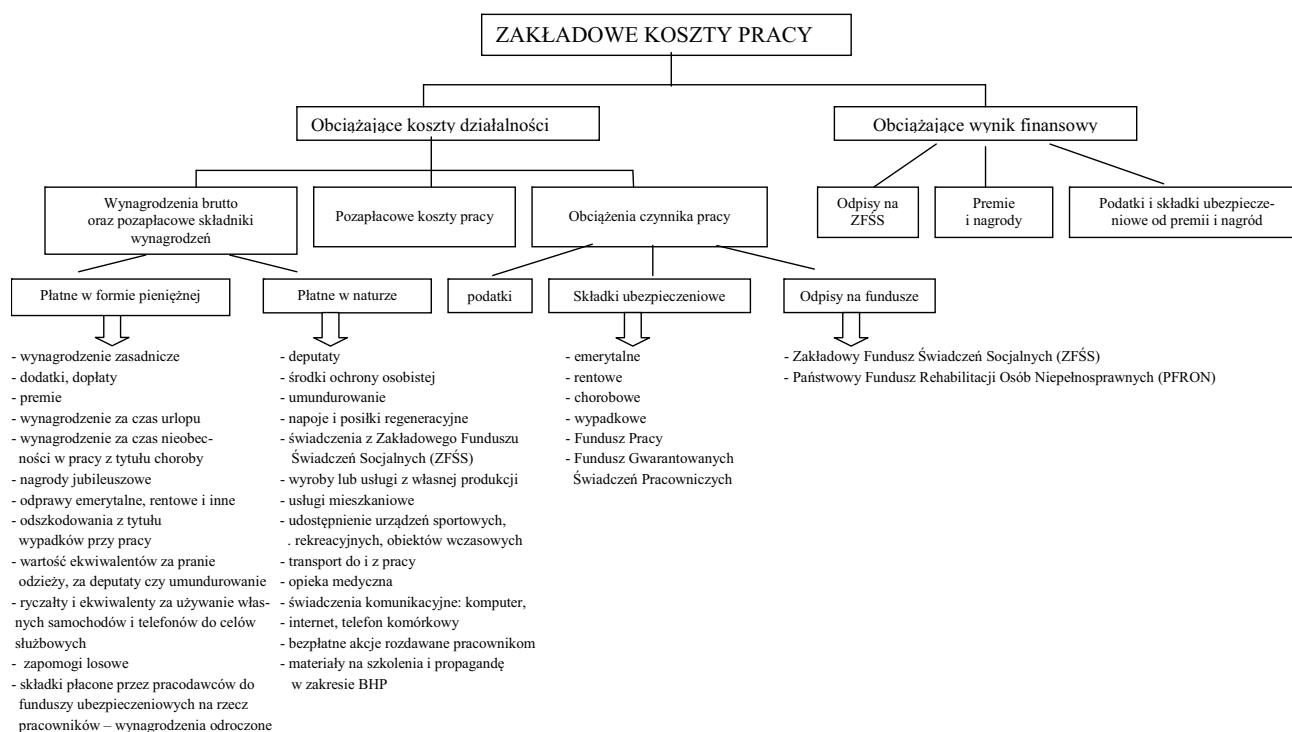 ZAKŁADOWE KOSZTY PRACY
Obciążające koszty działalności
Obciążające wynik finansowy
Wynagrodzenia brutto
oraz pozapłacowe składniki
wynagrodzeń
Pozapłacowe koszty pracy
Obciążenia czynnika pracy
Odpisy na
ZFŚS
Premie
i nagrody
Podatki i składki ubezpiecze-
niowe od premii i nagród
Płatne w formie pieniężnej
Płatne w naturze
podatki
Składki ubezpieczeniowe
Odpisy na fundusze
- wynagrodzenie zasadnicze
- dodatki, dopłaty
- premie
- wynagrodzenie za czas urlopu
- wynagrodzenie za czas nieobec-
ności w pracy z tytułu choroby
- nagrody jubileuszowe
- odprawy emerytalne, rentowe i inne
- odszkodowania z tytułu
wypadków przy pracy
- wartość ekwiwalentów za pranie
odzieży, za deputaty czy umundurowanie
- ryczałty i ekwiwalenty za używanie włas-
nych samochodów i telefonów do celów
służbowych
- zapomogi losowe
- składki płacone przez pracodawców do
funduszy ubezpieczeniowych na rzecz
pracowników – wynagrodzenia odroczone
- deputaty
- środki ochrony osobistej
- umundurowanie
- napoje i posiłki regeneracyjne
- świadczenia z Zakładowego Funduszu
Świadczeń Socjalnych (ZFŚS)
- wyroby lub usługi z własnej produkcji
- usługi mieszkaniowe
- udostępnienie urządzeń sportowych,
. rekreacyjnych, obiektów wczasowych
- transport do i z pracy
- opieka medyczna
- świadczenia komunikacyjne: komputer,
- internet, telefon komórkowy
- bezpłatne akcje rozdawane pracownikom
- materiały na szkolenia i propagandę
w zakresie BHP
- emerytalne
- rentowe
- chorobowe
- wypadkowe
- Fundusz Pracy
- Fundusz Gwarantowanych
Świadczeń Pracowniczych
- Zakładowy Fundusz Świadczeń Socjalnych (ZFŚS)
- Państwowy Fundusz Rehabilitacji Osób Niepełnosprawnych (PFRON)